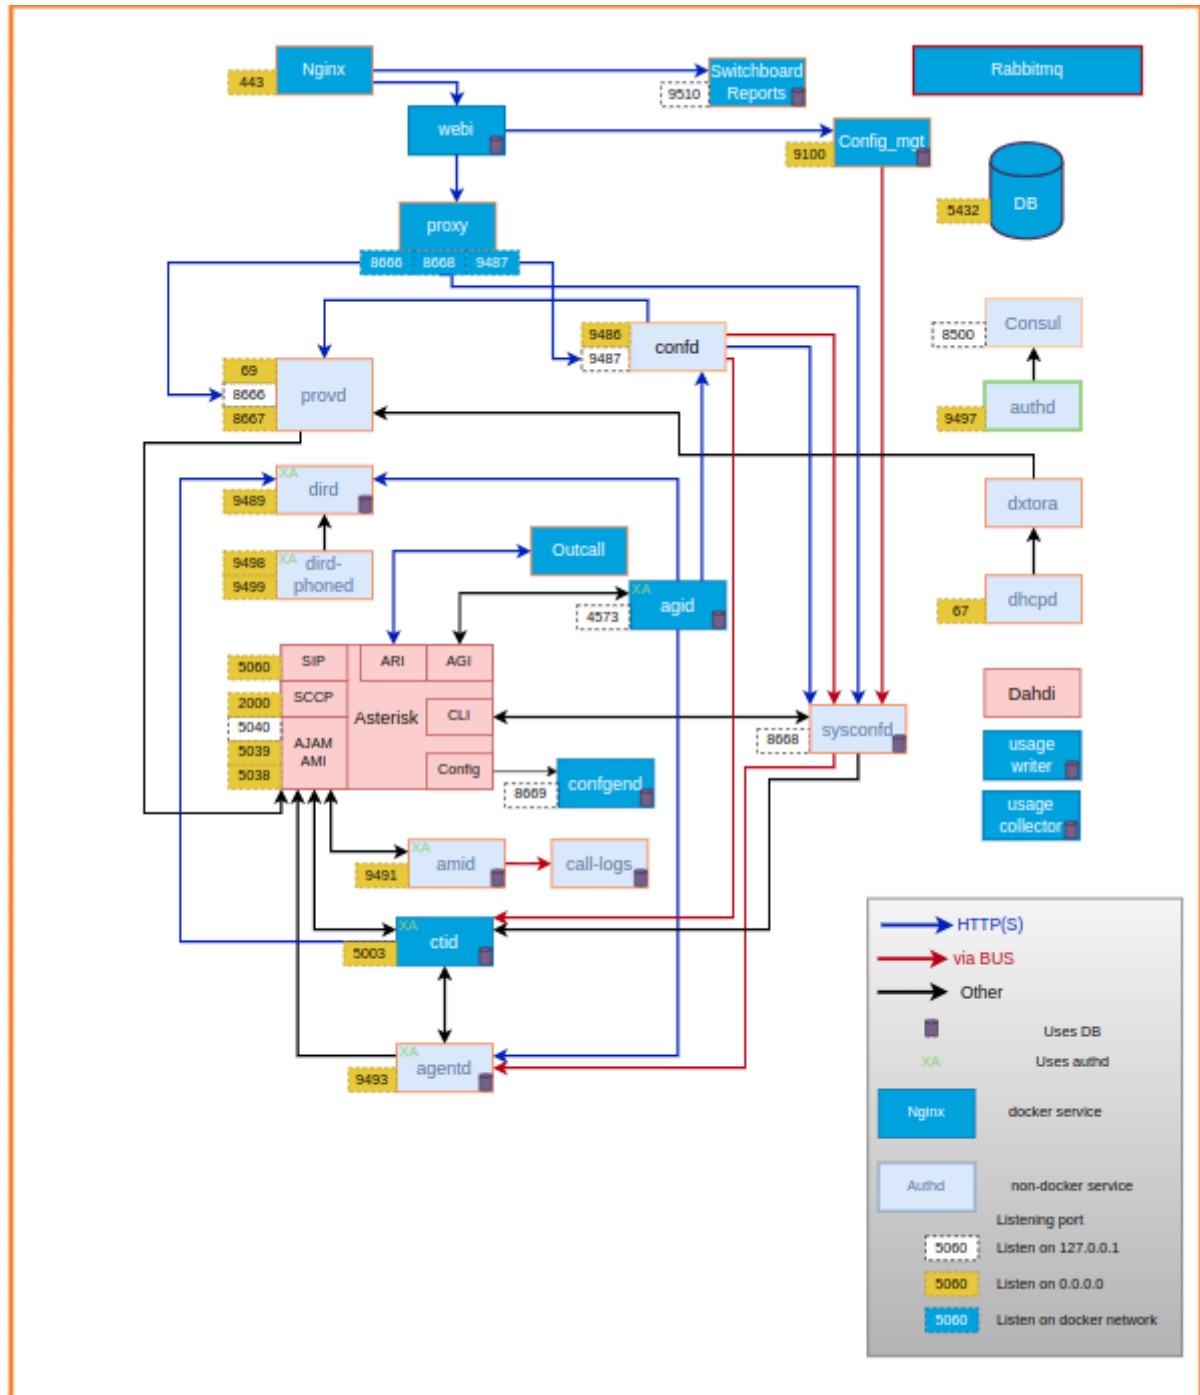 Nginx
443
Switchboard
Reports
9510
Rabbitmq
webi
Config_mgt
9100
DB
5432
proxy
8666 8668 9487
9486
9487
confd
Consul
8500
69
8666
8667
provd
authd
9497
XA
dird
9489
dxtora
XA
dird-
phoned
9498
9499
Outcall
XA
agid
4573
dhcpd
67
5060
SIP
ARI
AGI
2000
SCCP
5040
5039
5038
AJAM
AMI
Asterisk
CLI
Config
Dahdi
sysconfd
8668
usage
writer
confgend
8669
usage
collector
XA
amid
9491
call-logs
XA
ctid
5003
XA
agentd
9493
HTTP(S)
via BUS
Other
Uses DB
XA
Uses authd
Nginx
docker service
Authd
non-docker service
Listening port
5060
Listen on 127.0.0.1
5060
Listen on 0.0.0.0
5060
Listen on docker network